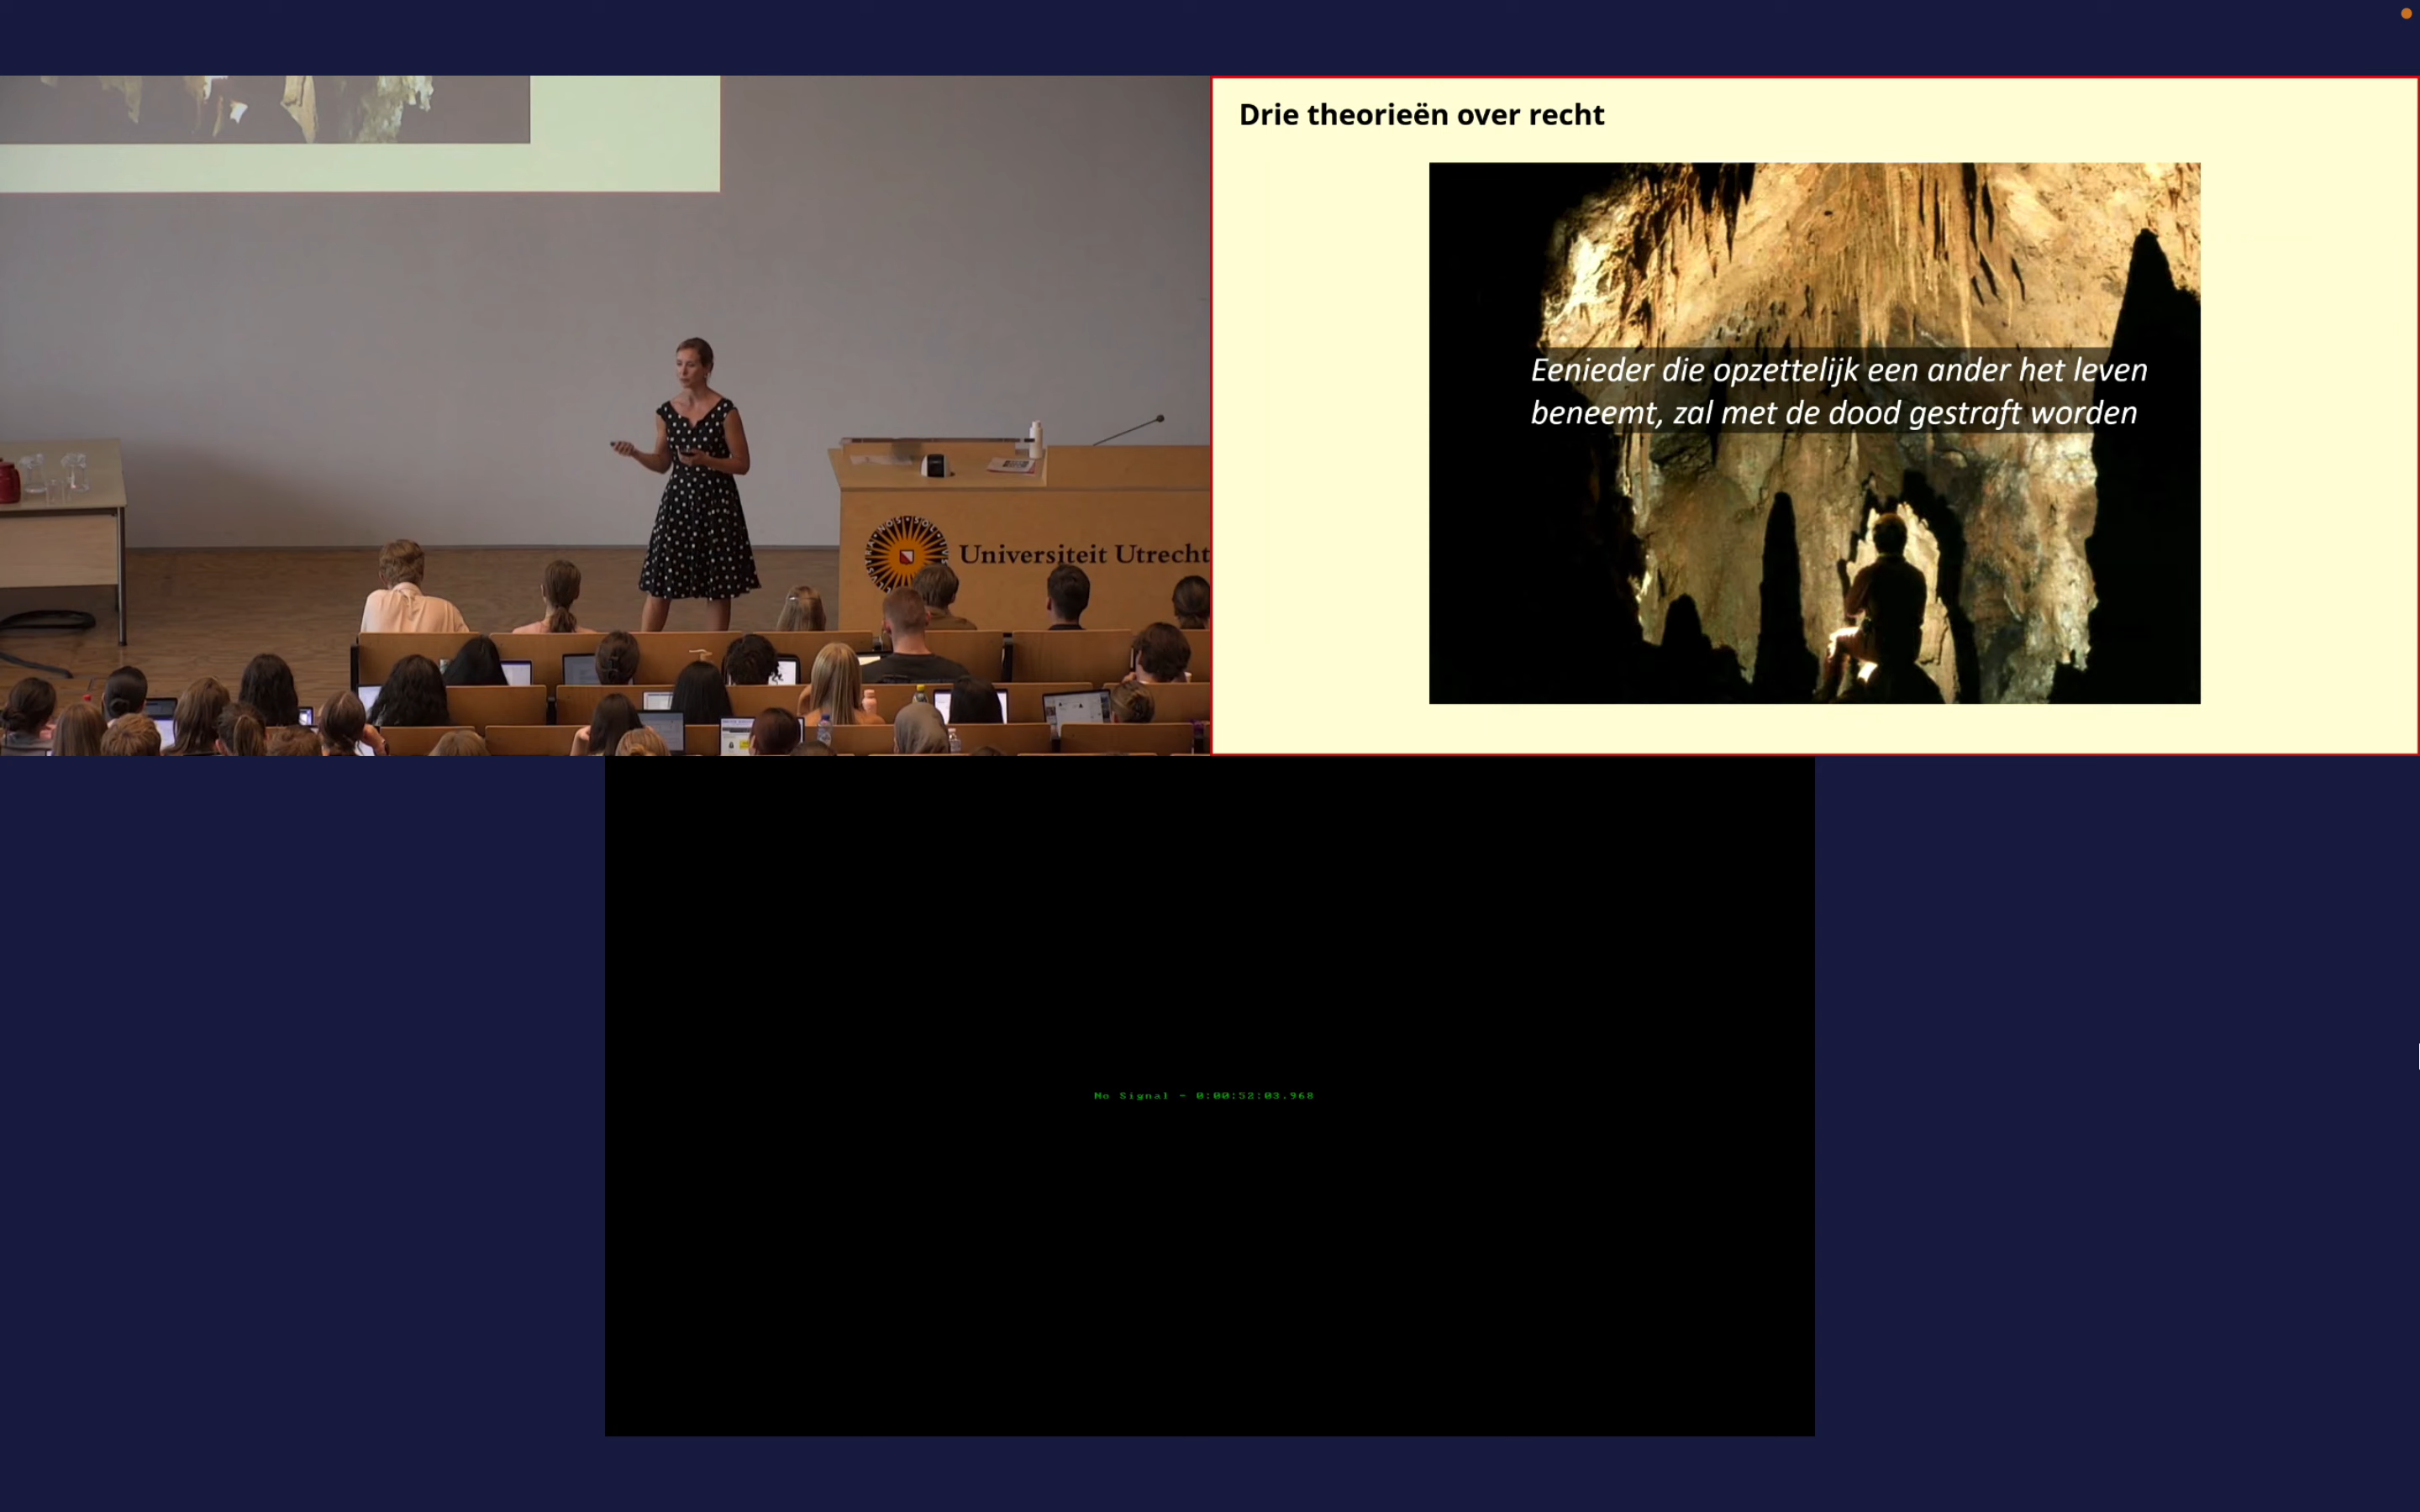 Drie theorieën over recht
Eenieder die opzettelijk een ander het leven
beneemt, zal met de dood gestraft worden
Universiteit Utrecht
No Signal - 0:00:52:03.968